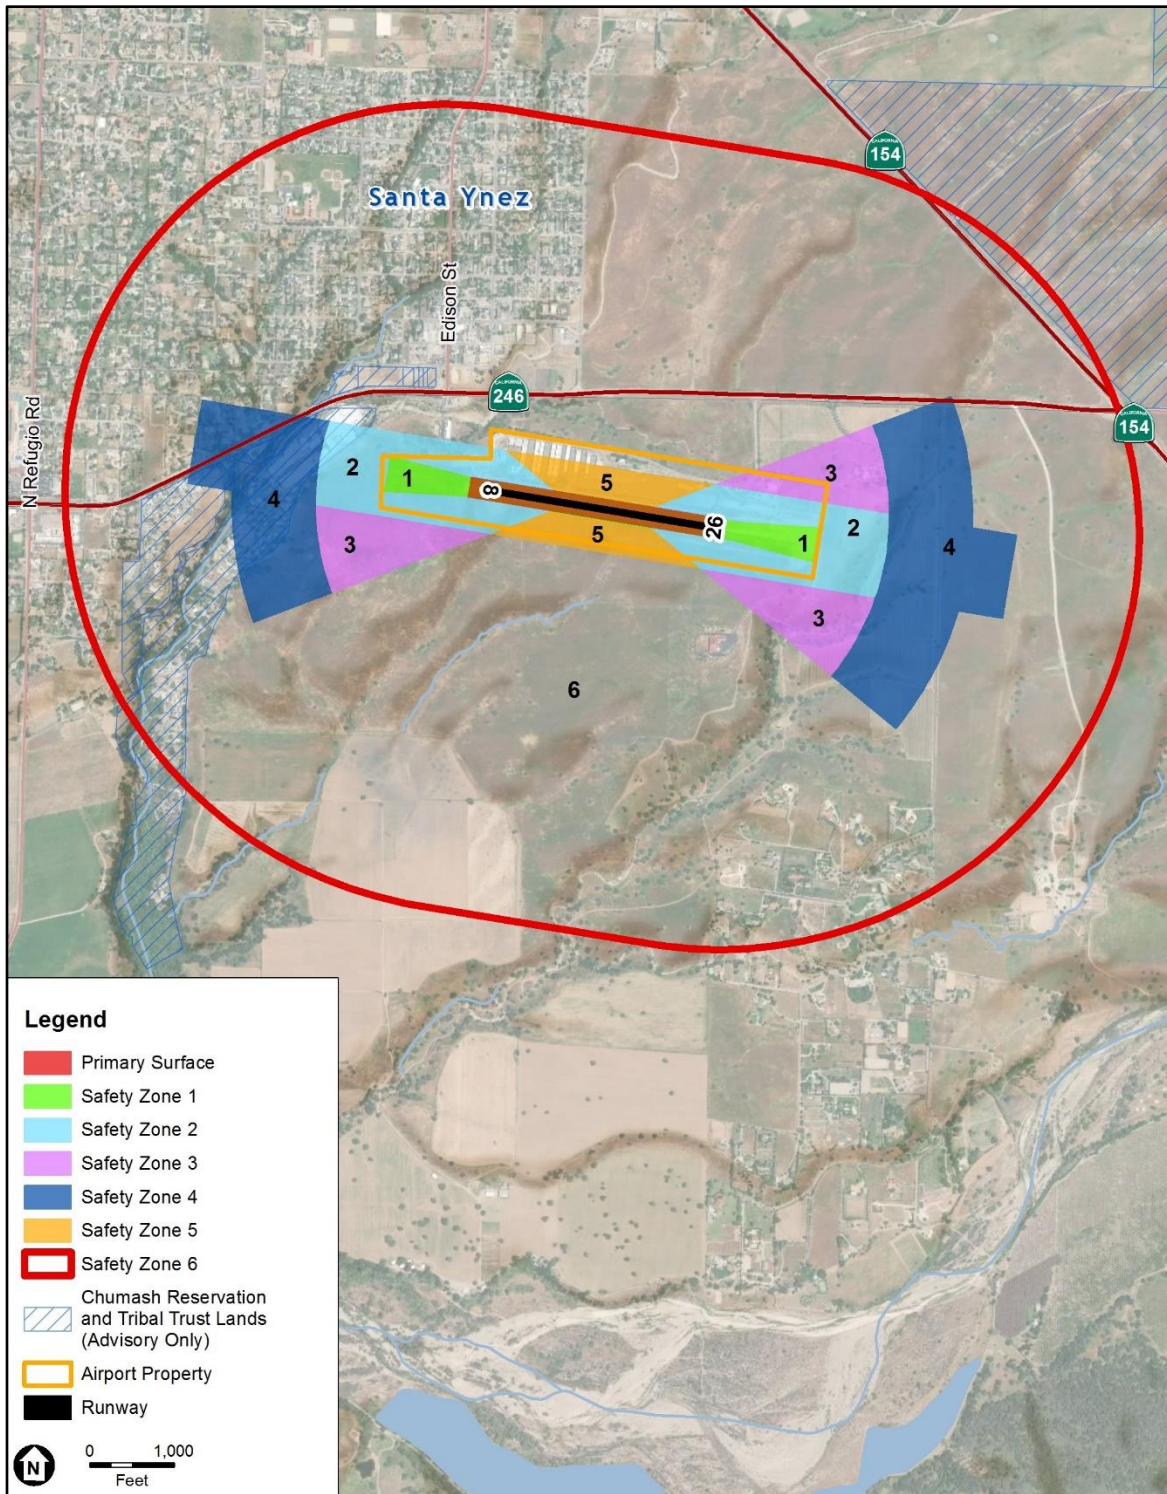 CALIFORNIA
154
Santa Ynez
Edison St
CALIFORNIA
246
N Refugio Rd
CALIFORNIA
154
2
1
8
5
3
4
3
5
26
1
2
4
3
6
Legend
Primary Surface
Safety Zone 1
Safety Zone 2
Safety Zone 3
Safety Zone 4
Safety Zone 5
Safety Zone 6
Chumash Reservation
and Tribal Trust Lands
(Advisory Only)
Airport Property
Runway
N
0 1,000
Feet